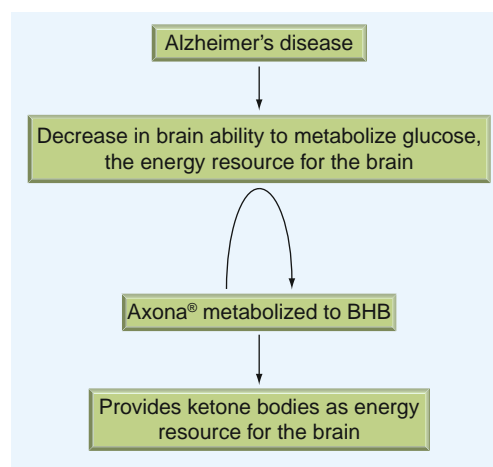 Alzheimer's disease
Decrease in brain ability to metabolize glucose,
the energy resource for the brain
Axona® metabolized to BHB
Provides ketone bodies as energy
resource for the brain